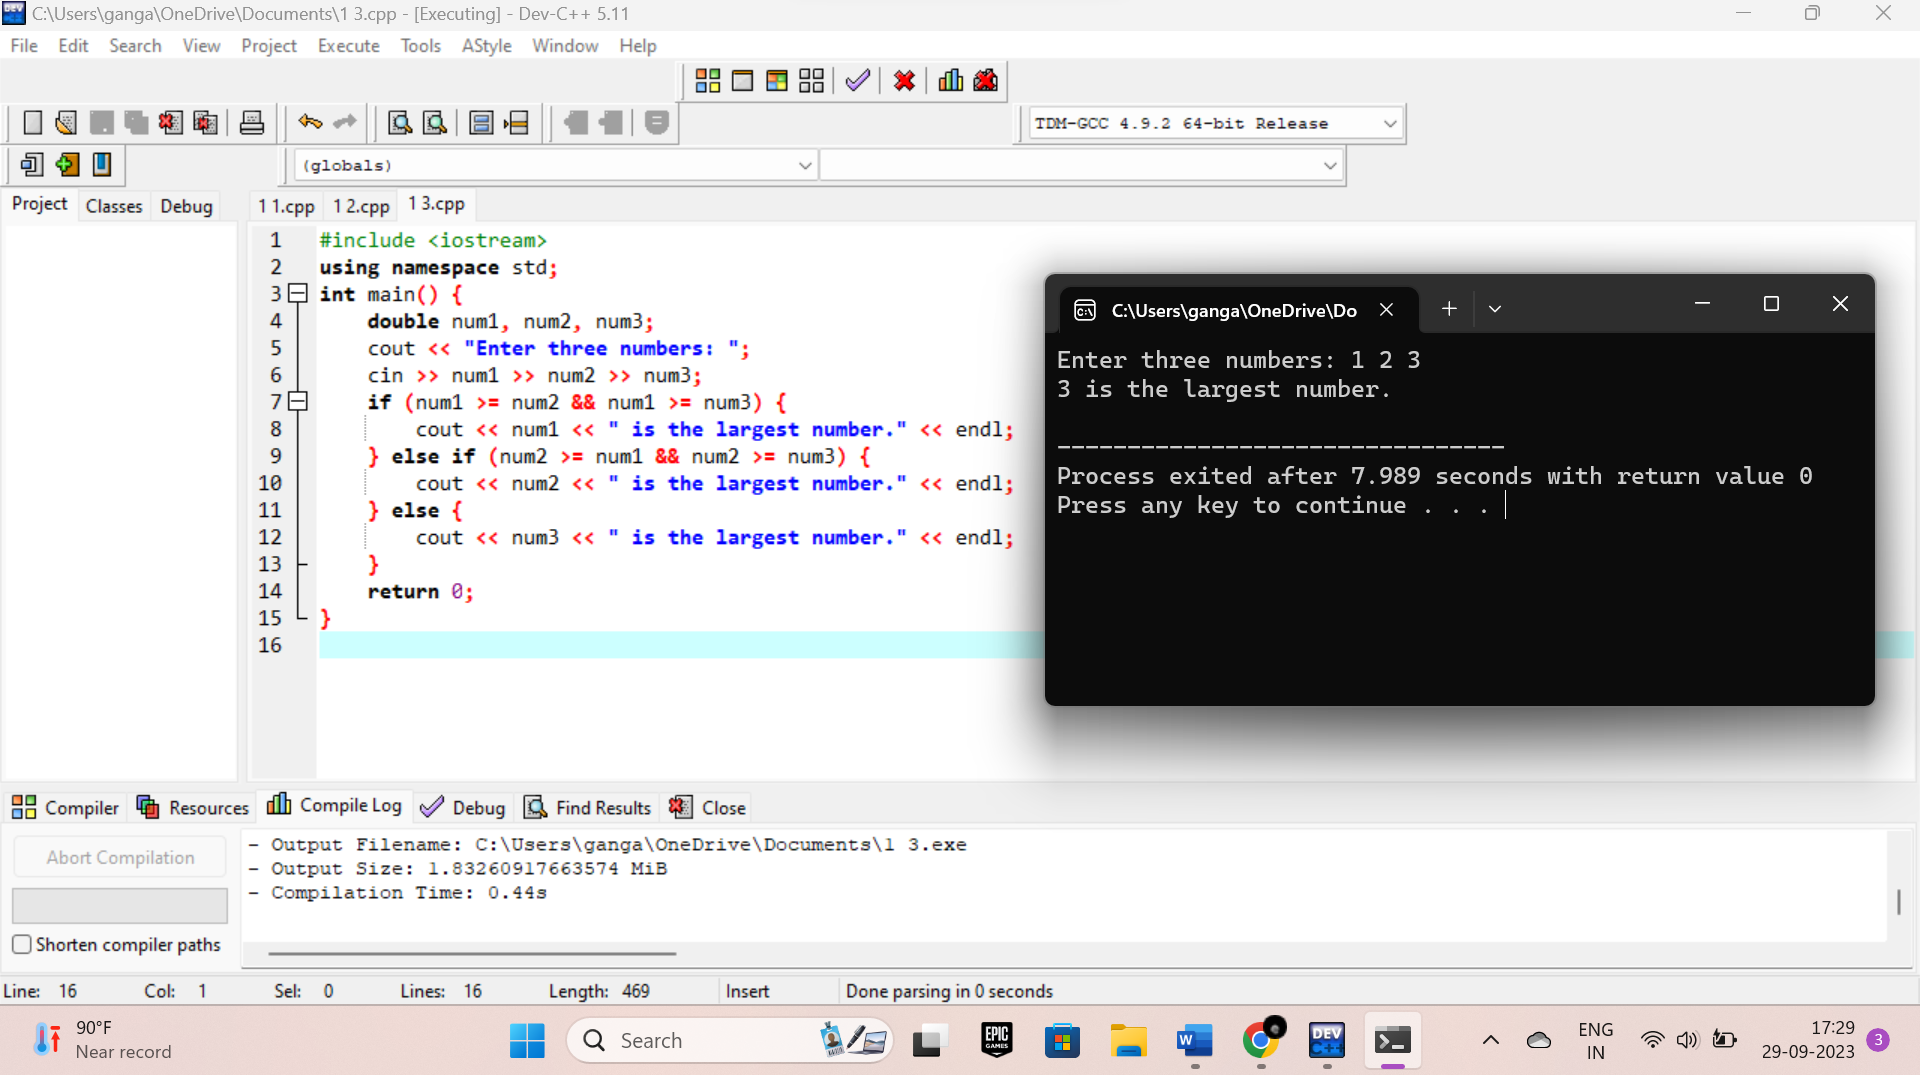 C:\Users\ganga\OneDrive\Documents\1 3.cpp - [Executing] - Dev-C++ 5.11
File Edit Search View Project Execute Tools AStyle Window Help
TDM-GCC 4.9.2 64-bit Release
(globals)
Project Classes Debug
1 1.cpp 1 2.cpp 1 3.cpp
1 #include <iostream>
2 using namespace std;
3 int main() {
4 double num1, num2, num3;
5 cout << "Enter three numbers: ";
6 cin >> num1 >> num2 >> num3;
7 if (num1 >= num2 && num1 >= num3) {
8 cout << num1 << " is the largest number." << endl;
9 } else if (num2 >= num1 && num2 >= num3) {
10 cout << num2 << " is the largest number." << endl;
11 } else {
12 cout << num3 << " is the largest number." << endl;
13 }
14 return 0;
15 }
16
C:\Users\ganga\OneDrive\Do
Enter three numbers: 1 2 3
3 is the largest number.
--------------------------------
Process exited after 7.989 seconds with return value 0
Press any key to continue . . .
Compiler Resources Compile Log Debug Find Results Close
Abort Compilation
Shorten compiler paths
- Output Filename: C:\Users\ganga\OneDrive\Documents\1 3.exe
- Output Size: 1.83260917663574 MiB
- Compilation Time: 0.44s
Line: 16 Col: 1 Sel: 0 Lines: 16 Length: 469 Insert Done parsing in 0 seconds
90°F
Near record
Search
EPIC GAMES
W
DEV C++
ENG
IN
17:29
29-09-2023
3